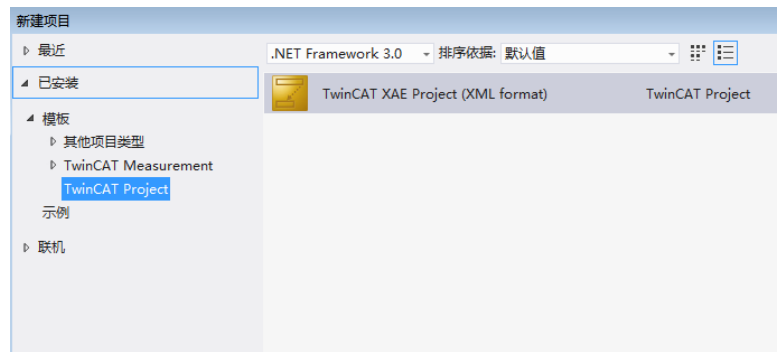 新建项目
最近
.NET Framework 3.0 排序依据: 默认值
已安装
TwinCAT XAE Project (XML format) TwinCAT Project
模板
其他项目类型
TwinCAT Measurement
TwinCAT Project
示例
联机